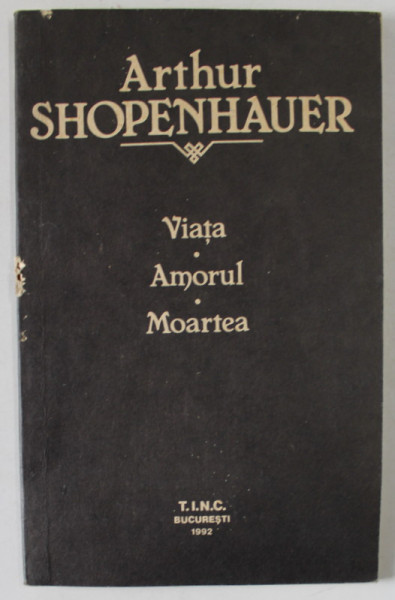 Arthur
SHOPENHAUER
Viața
•
Amorul
•
Moartea
T.I.N.C.
BUCUREȘTI
1992